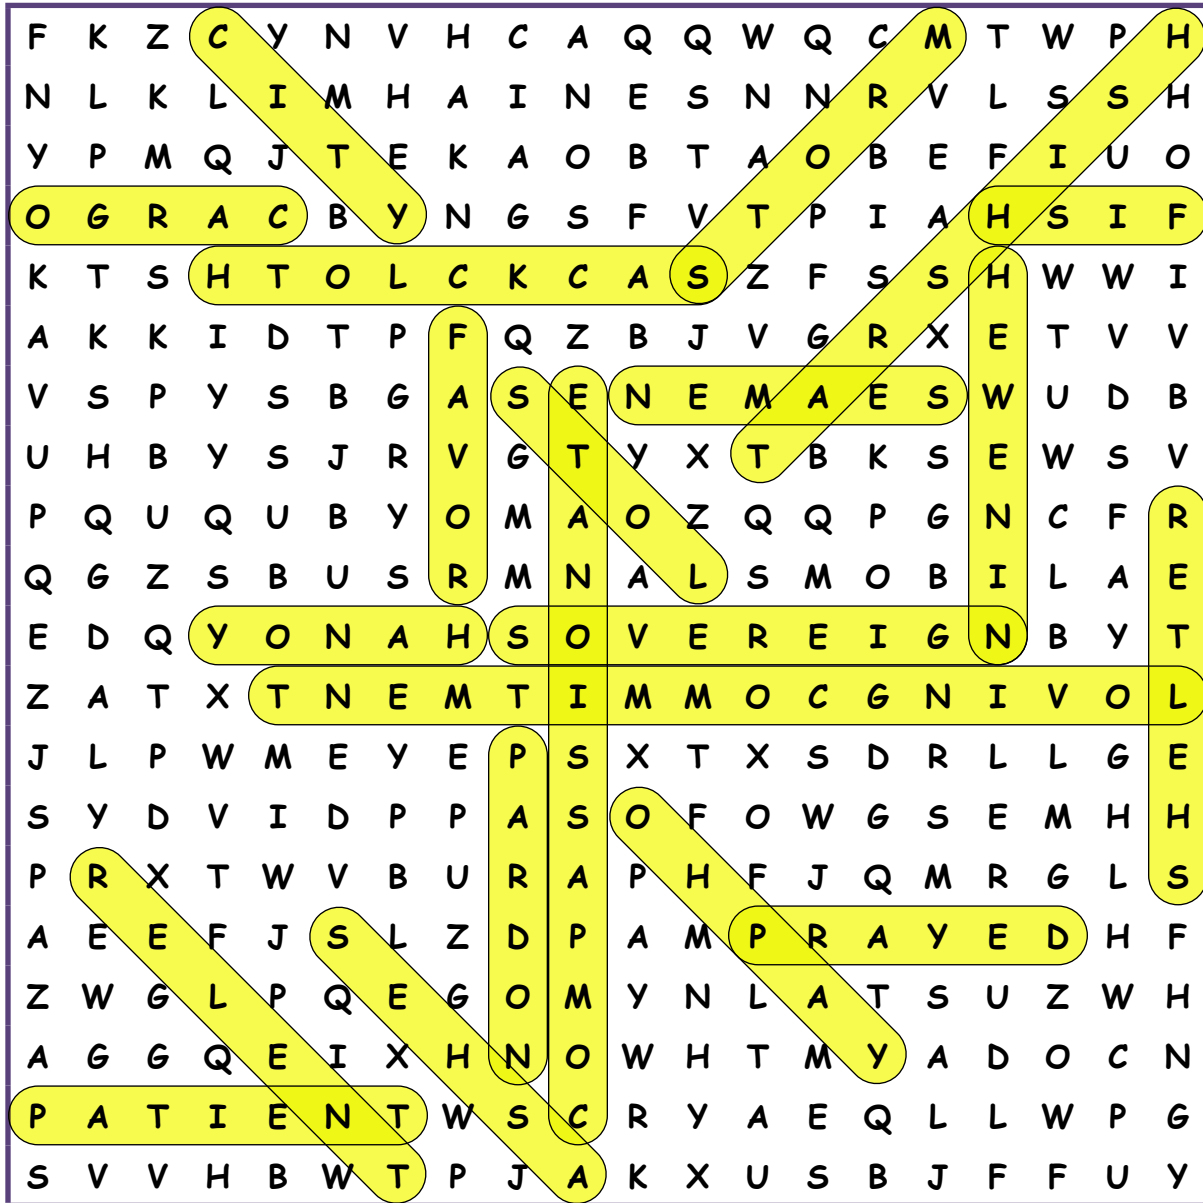 F K Z C Y N V H C A Q Q W Q C M T W P H
N L K L I M H A I N E S N N R V L S S H
Y P M Q J T E K A O B T A O B E F I U O
O G R A C B Y N G S F V T P I A H S I F
K T S H T O L C K C A S Z F S S H W W I
A K K I D T P F Q Z B J V G R X E T V V
V S P Y S B G A S E N E M A E S W U D B
U H B Y S J R V G T Y X T B K S E W S V
P Q U Q U B Y O M A O Z Q Q P G N C F R
Q G Z S B U S R M N A L S M O B I L A E
E D Q Y O N A H S O V E R E I G N B Y T
Z A T X T N E M T I M M O C G N I V O L
J L P W M E Y E P S X T X S D R L L G E
S Y D V I D P P A S O F O W G S E M H H
P R X T W V B U R A P H F J Q M R G L S
A E E F J S L Z D P A M P R A Y E D H F
Z W G L P Q E G O M Y N L A T S U Z W H
A G G Q E I X H N O W H T M Y A D O C N
P A T I E N T W S C R Y A E Q L L W P G
S V V H B W T P J A K X U S B J F F U Y